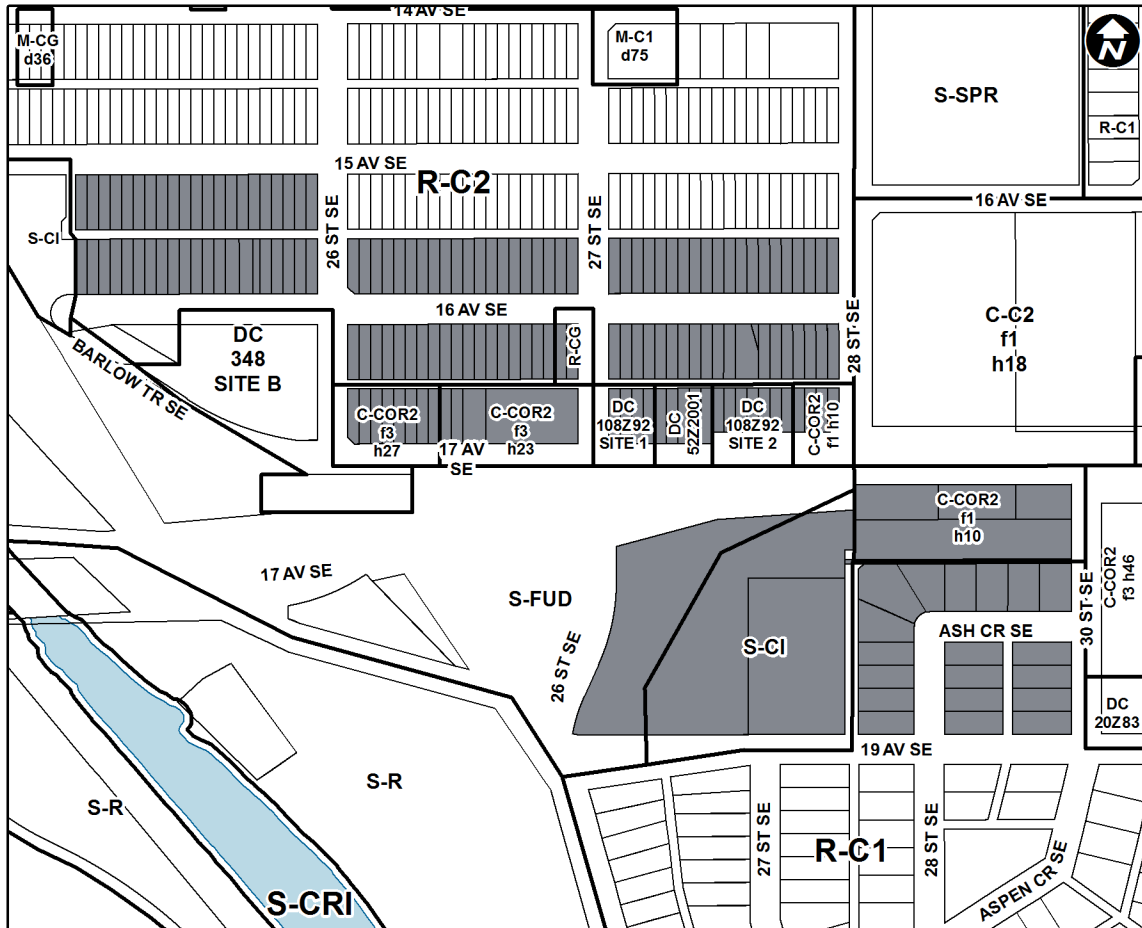 14 AV SE
M-CG
d36
M-C1
d75
N
S-SPR
R-C1
15 AV SE
R-C2
16 AV SE
26 ST SE
27 ST SE
S-CI
16 AV SE
28 ST SE
C-C2
f1
h18
DC
348
SITE B
R-CG
BARLOW TR SE
C-COR2
f3
h27
C-COR2
f3
h23
DC
108Z92
SITE 1
DC
52Z2001
DC
108Z92
SITE 2
C-COR2
f1 h10
17 AV
SE
C-COR2
f1
h10
17 AV SE
S-FUD
C-COR2
f3 h46
30 ST SE
ASH CR SE
S-CI
26 ST SE
DC
20Z83
19 AV SE
S-R
S-R
27 ST SE
R-C1
28 ST SE
ASPEN CR SE
S-CRI